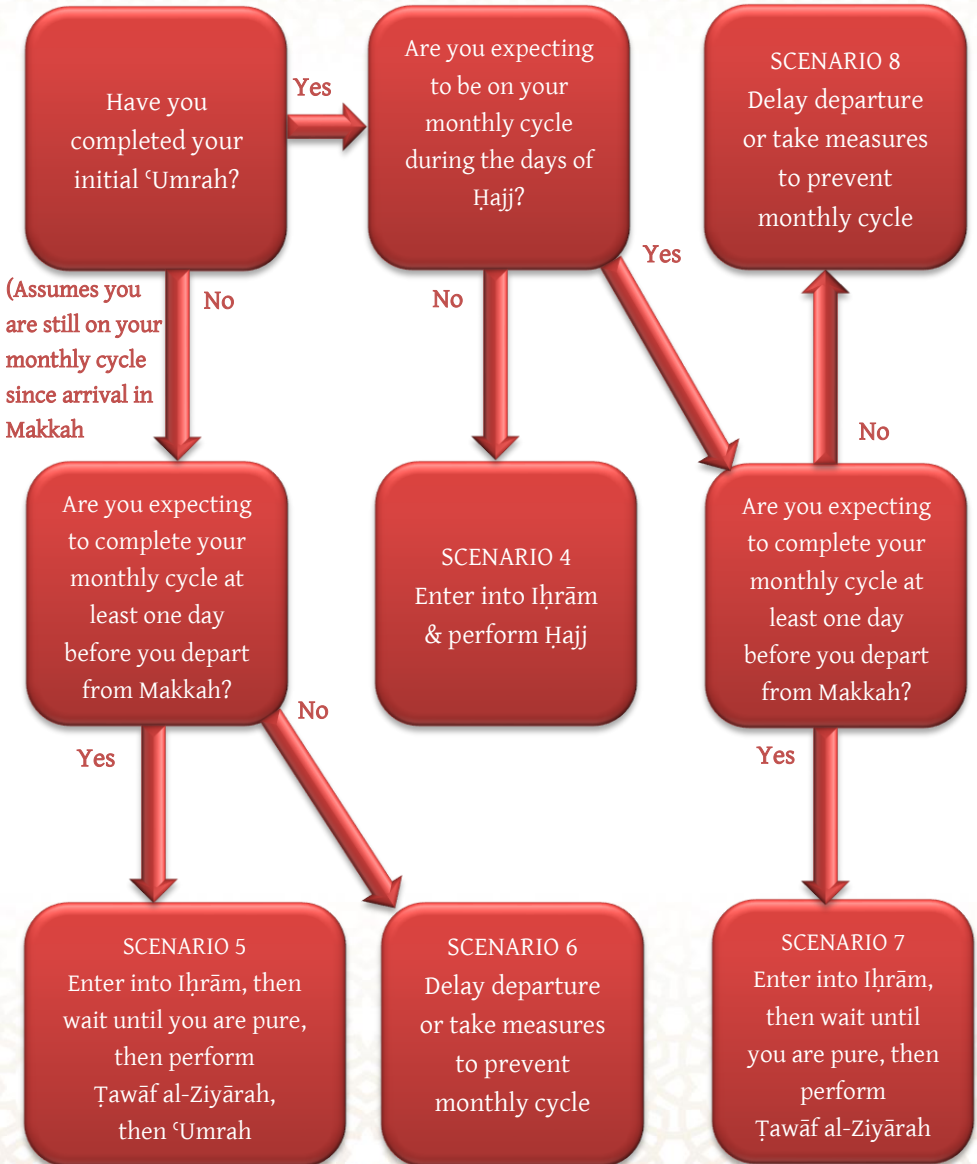 Have you
completed your
initial ʿUmrah?
Yes
Are you expecting
to be on your
monthly cycle
during the days of
Ḥajj?
SCENARIO 8
Delay departure
or take measures
to prevent
monthly cycle
(Assumes you
are still on your
monthly cycle
since arrival in
Makkah
No
No
Yes
No
Are you expecting
to complete your
monthly cycle at
least one day
before you depart
from Makkah?
SCENARIO 4
Enter into Iḥrām
& perform Ḥajj
Are you expecting
to complete your
monthly cycle at
least one day
before you depart
from Makkah?
Yes
No
Yes
SCENARIO 5
Enter into Iḥrām, then
wait until you are pure,
then perform
Ṭawāf al-Ziyārah,
then ʿUmrah
SCENARIO 6
Delay departure
or take measures
to prevent
monthly cycle
SCENARIO 7
Enter into Iḥrām,
then wait until
you are pure, then
perform
Ṭawāf al-Ziyārah